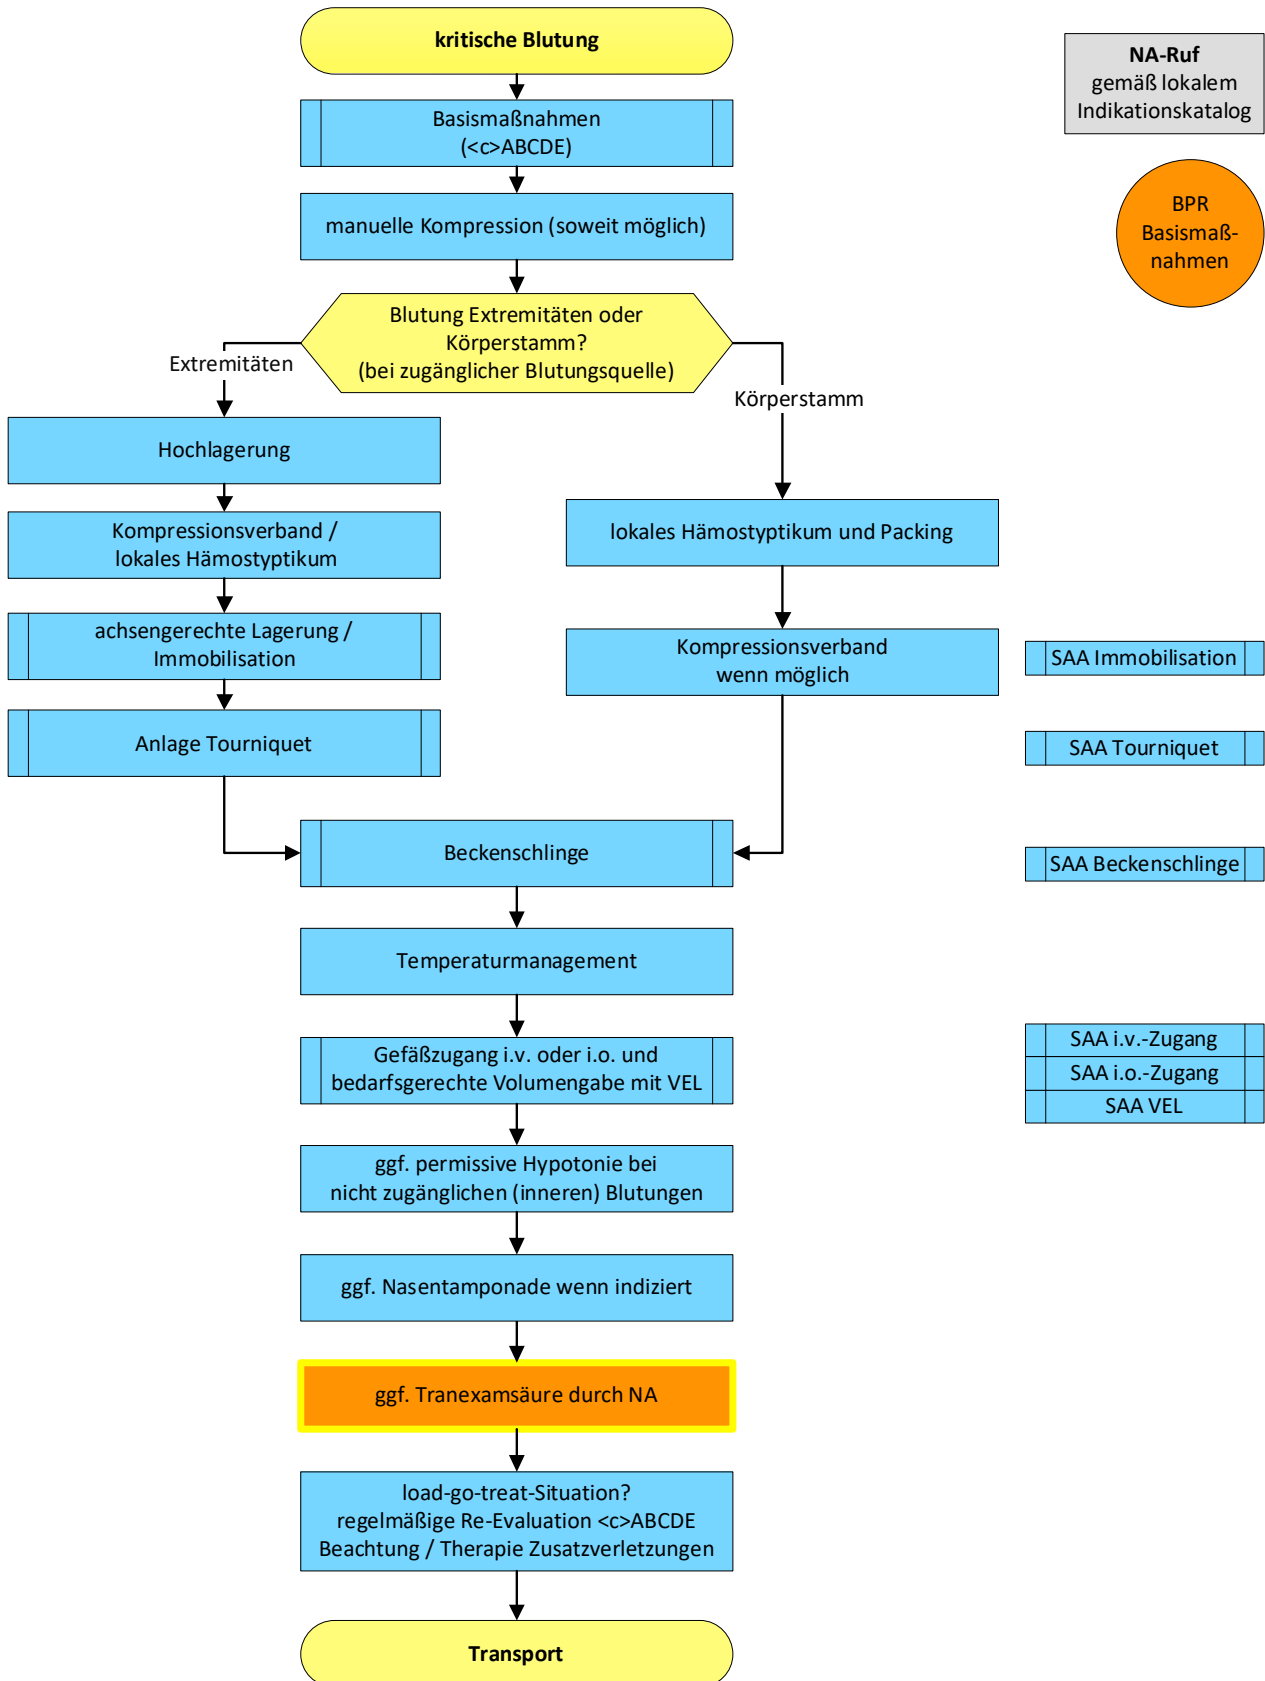 kritische Blutung
NA-Ruf
gemäß lokalem
Indikationskatalog
Basismaßnahmen
(<c>ABCDE)
BPR
Basismaß-
nahmen
manuelle Kompression (soweit möglich)
Blutung Extremitäten oder
Körperstamm?
(bei zugänglicher Blutungsquelle)
Extremitäten
Körperstamm
Hochlagerung
Kompressionsverband /
lokales Hämostyptikum
achsengerechte Lagerung /
Immobilisation
Anlage Tourniquet
lokales Hämostyptikum und Packing
Kompressionsverband
wenn möglich
SAA Immobilisation
SAA Tourniquet
Beckenschlinge
SAA Beckenschlinge
Temperaturmanagement
Gefäßzugang i.v. oder i.o. und
bedarfsgerechte Volumengabe mit VEL
SAA i.v.-Zugang
SAA i.o.-Zugang
SAA VEL
ggf. permissive Hypotonie bei
nicht zugänglichen (inneren) Blutungen
ggf. Nasentamponade wenn indiziert
ggf. Tranexamsäure durch NA
load-go-treat-Situation?
regelmäßige Re-Evaluation <c>ABCDE
Beachtung / Therapie Zusatzverletzungen
Transport